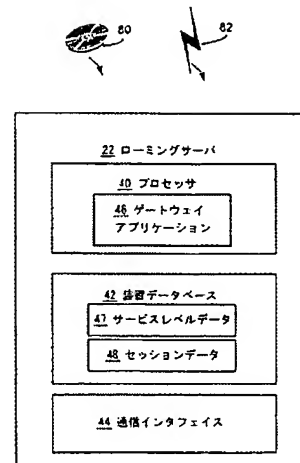 80
82
22 ローミングサーバ
40 プロセッサ
46 ゲートウェイ
アプリケーション
42 装置データベース
47 サービスレベルデータ
48 セッションデータ
44 通信インタフェイス